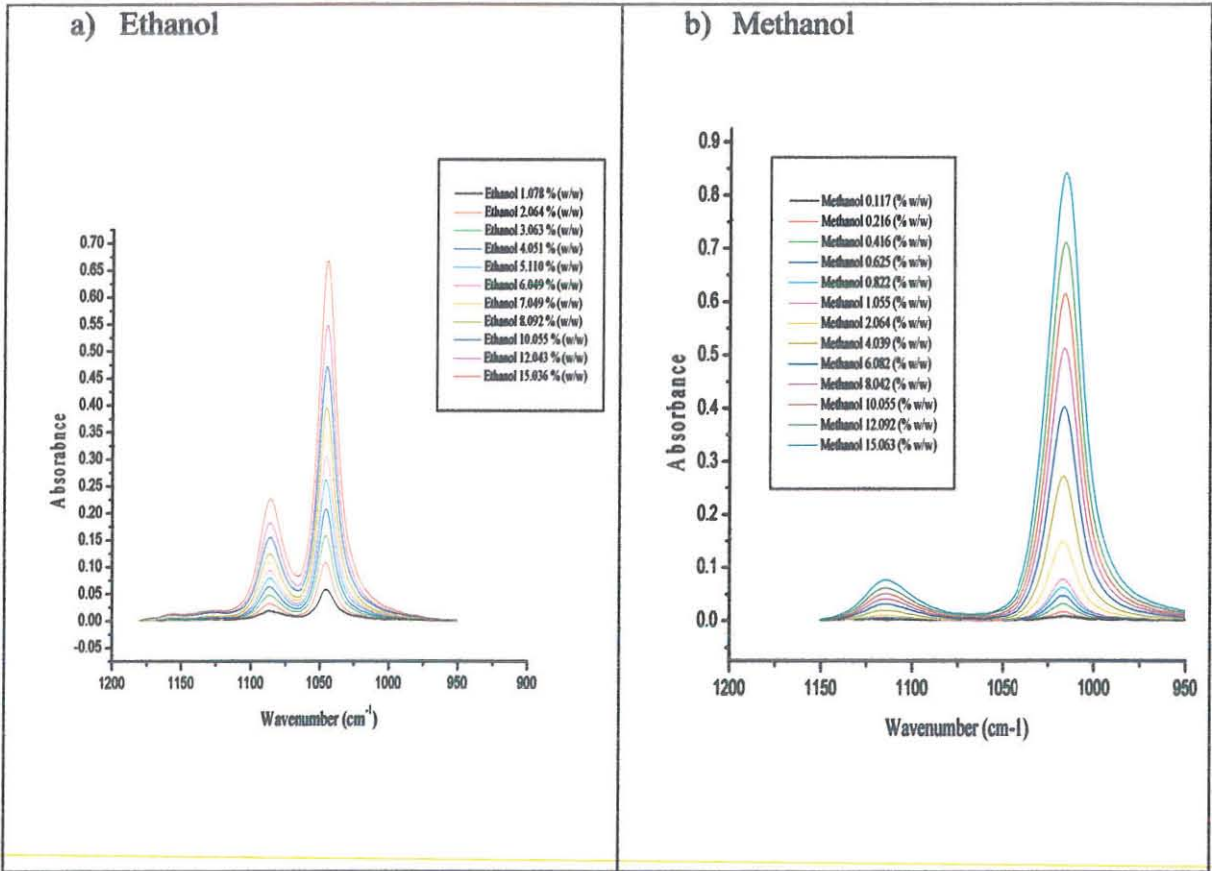 a) Ethanol
Ethanol 1.078 % (w/w)
Ethanol 2.064 % (w/w)
Ethanol 3.063 % (w/w)
Ethanol 4.051 % (w/w)
Ethanol 5.110 % (w/w)
Ethanol 6.049 % (w/w)
Ethanol 7.049 % (w/w)
Ethanol 8.092 % (w/w)
Ethanol 10.055 % (w/w)
Ethanol 12.043 % (w/w)
Ethanol 15.036 % (w/w)
0.70
0.65
0.60
0.55
0.50
0.45
0.40
0.35
0.30
0.25
0.20
0.15
0.10
0.05
0.00
-0.05
Absorabnce
1200 1150 1100 1050 1000 950 900
Wavenumber (cm⁻¹)
b) Methanol
Methanol 0.117 (% w/w)
Methanol 0.216 (% w/w)
Methanol 0.416 (% w/w)
Methanol 0.625 (% w/w)
Methanol 0.822 (% w/w)
Methanol 1.055 (% w/w)
Methanol 2.064 (% w/w)
Methanol 4.039 (% w/w)
Methanol 6.082 (% w/w)
Methanol 8.042 (% w/w)
Methanol 10.055 (% w/w)
Methanol 12.092 (% w/w)
Methanol 15.063 (% w/w)
0.9
0.8
0.7
0.6
0.5
0.4
0.3
0.2
0.1
0.0
Absorbance
1200 1150 1100 1050 1000 950
Wavenumber (cm-1)